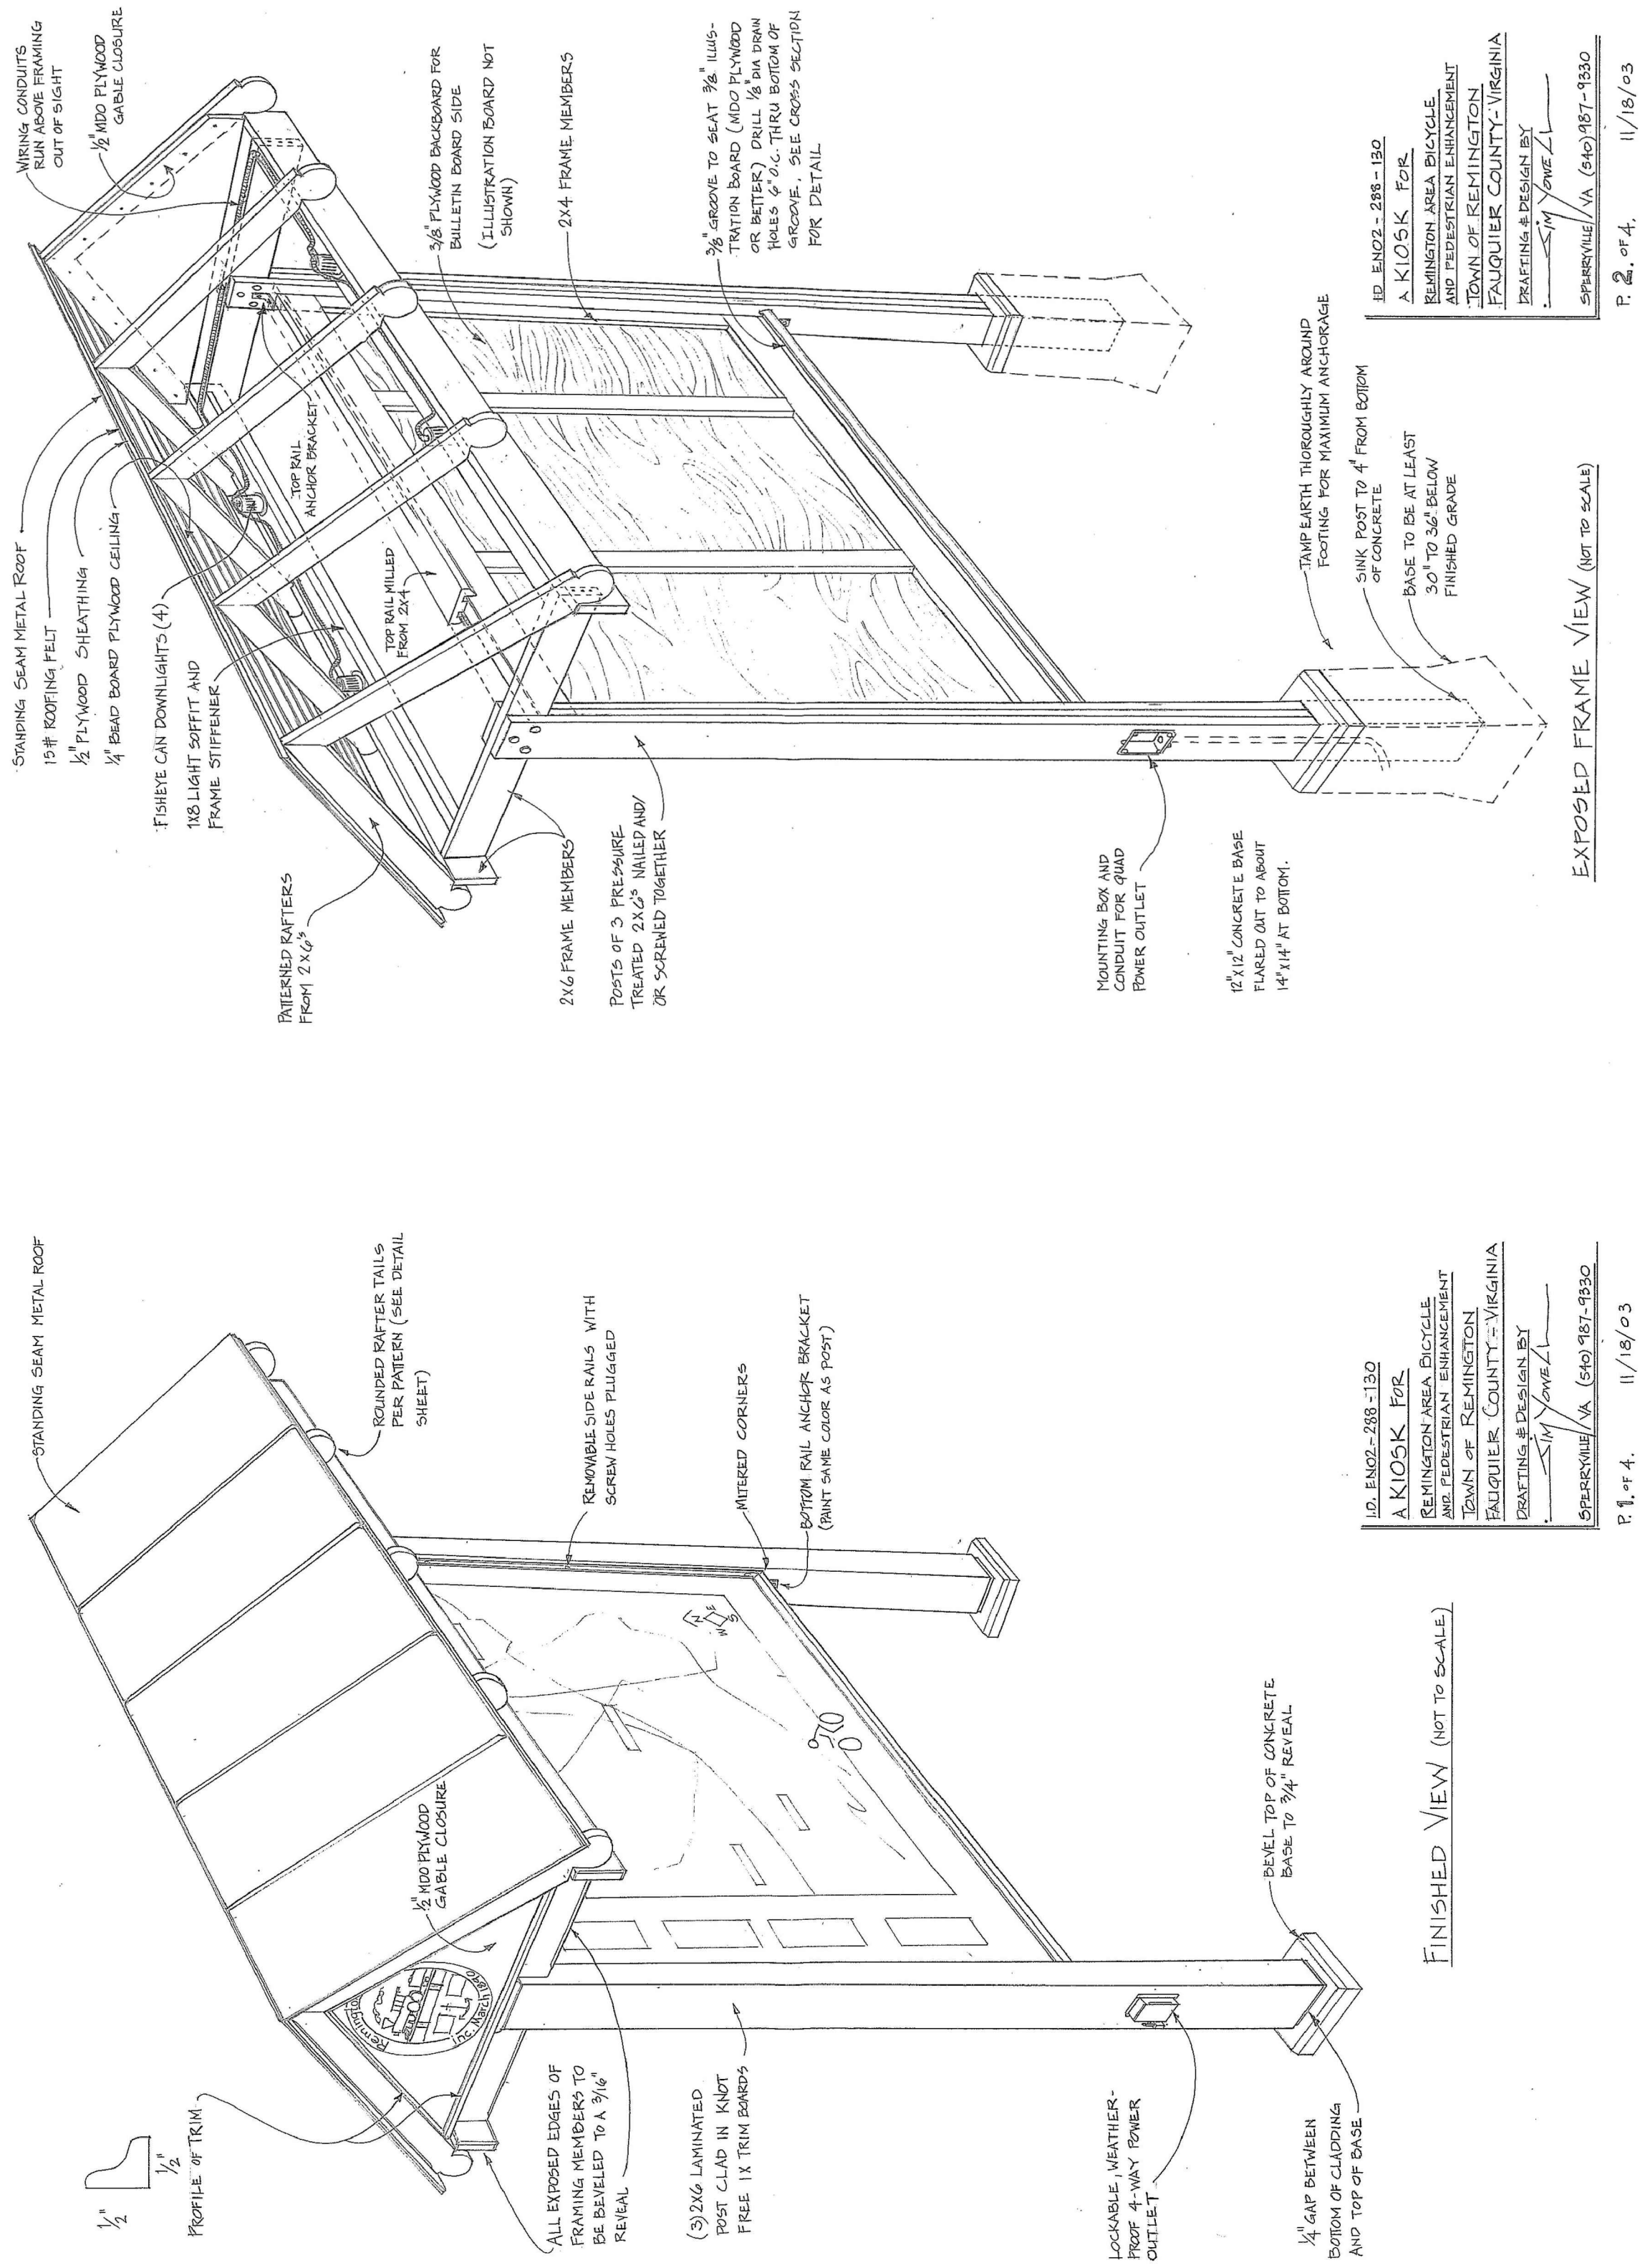 ½"
½"
PROFILE OF TRIM
STANDING SEAM METAL ROOF
ROUNDED RAFTER TAILS
PER PATTERN (SEE DETAIL
SHEET)
½" MDO PLYWOOD
GABLE CLOSURE
Remington
Inc. March 1890
ALL EXPOSED EDGES OF
FRAMING MEMBERS TO
BE BEVELED TO A 3/16"
REVEAL
REMOVABLE SIDE RAILS WITH
SCREW HOLES PLUGGED
N
E
S
W
(3) 2X6 LAMINATED
POST CLAD IN KNOT
FREE 1X TRIM BOARDS
MITERED CORNERS
BOTTOM RAIL ANCHOR BRACKET
(PAINT SAME COLOR AS POST)
LOCKABLE, WEATHER-
PROOF 4-WAY POWER
OUTLET
BEVEL TOP OF CONCRETE
BASE TO 3/4" REVEAL
¼" GAP BETWEEN
BOTTOM OF CLADDING
AND TOP OF BASE
FINISHED VIEW (NOT TO SCALE)
I.D. EN02-288-130
A KIOSK FOR
REMINGTON AREA BICYCLE
AND PEDESTRIAN ENHANCEMENT
TOWN OF REMINGTON
FAUQUIER COUNTY-VIRGINIA
DRAFTING & DESIGN BY
JIM YOWELL
SPERRYVILLE/VA (540) 987-9330
P. 1. OF 4. 11/18/03
STANDING SEAM METAL ROOF
15# ROOFING FELT
½" PLYWOOD SHEATHING
¼" BEAD BOARD PLYWOOD CEILING
FISHEYE CAN DOWNLIGHTS (4)
1X8 LIGHT SOFFIT AND
FRAME STIFFENER
WIRING CONDUITS
RUN ABOVE FRAMING
OUT OF SIGHT
½" MDO PLYWOOD
GABLE CLOSURE
PATTERNED RAFTERS
FROM 2X6'S
TOP RAIL
ANCHOR BRACKET
TOP RAIL MILLED
FROM 2X4
3/8" PLYWOOD BACKBOARD FOR
BULLETIN BOARD SIDE
(ILLUSTRATION BOARD NOT
SHOWN)
2X4 FRAME MEMBERS
2X6 FRAME MEMBERS
POSTS OF 3 PRESSURE
TREATED 2X6'S NAILED AND/
OR SCREWED TOGETHER
3/8" GROOVE TO SEAT 3/8" ILLUS-
TRATION BOARD (MDO PLYWOOD
OR BETTER) DRILL 1/8" DIA DRAIN
HOLES 6" O.C. THRU BOTTOM OF
GROOVE. SEE CROSS SECTION
FOR DETAIL
MOUNTING BOX AND
CONDUIT FOR QUAD
POWER OUTLET
12"X12" CONCRETE BASE
FLARED OUT TO ABOUT
14"X14" AT BOTTOM.
TAMP EARTH THOROUGHLY AROUND
FOOTING FOR MAXIMUM ANCHORAGE
SINK POST TO 4" FROM BOTTOM
OF CONCRETE
BASE TO BE AT LEAST
30" TO 36" BELOW
FINISHED GRADE
EXPOSED FRAME VIEW (NOT TO SCALE)
ID EN02-288-130
A KIOSK FOR
REMINGTON AREA BICYCLE
AND PEDESTRIAN ENHANCEMENT
TOWN OF REMINGTON
FAUQUIER COUNTY-VIRGINIA
DRAFTING & DESIGN BY
JIM YOWELL
SPERRYVILLE/VA (540) 987-9330
P. 2. OF 4. 11/18/03